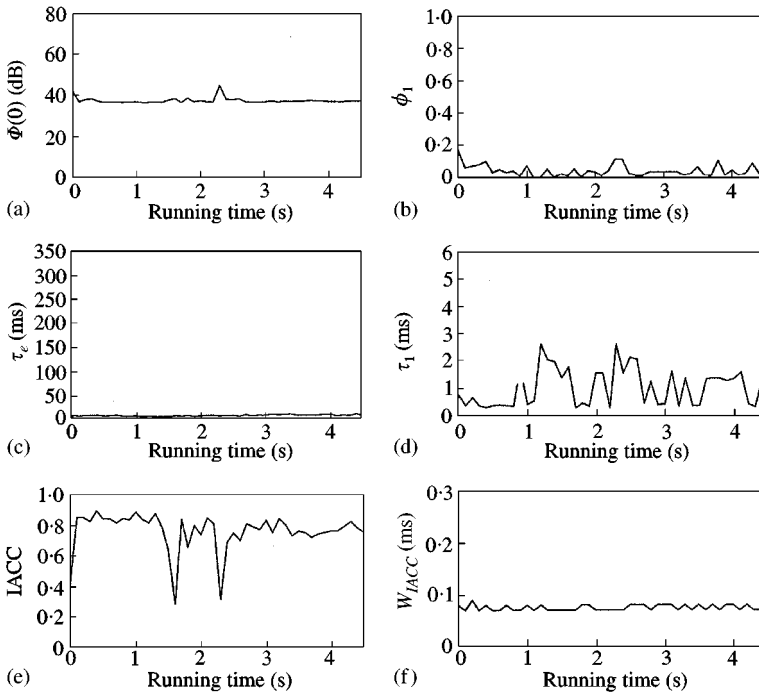 80
60
40
20
0
Φ(0) (dB)
0 1 2 3 4
(a) Running time (s)
1·0
0·8
0·6
0·4
0·2
0
ϕ1
0 1 2 3 4
(b) Running time (s)
350
300
250
200
150
100
50
0
τe (ms)
0 1 2 3 4
(c) Running time (s)
6
5
4
3
2
1
0
τ1 (ms)
0 1 2 3 4
(d) Running time (s)
1·0
0·8
0·6
0·4
0·2
0
IACC
0 1 2 3 4
(e) Running time (s)
0·3
0·2
0·1
0
WIACC (ms)
0 1 2 3 4
(f) Running time (s)